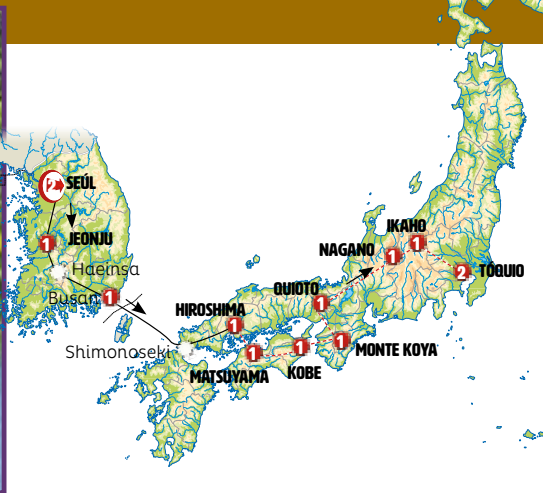 2 SEÚL
1 JEONJU
Haeinsa
Busan 1
Shimonoseki
HIROSHIMA
1
MATSUYAMA
1
KOBE
1
1 MONTE KOYA
QUIOTO
1
NAGANO
1
IKAHO
1
2 TÓQUIO